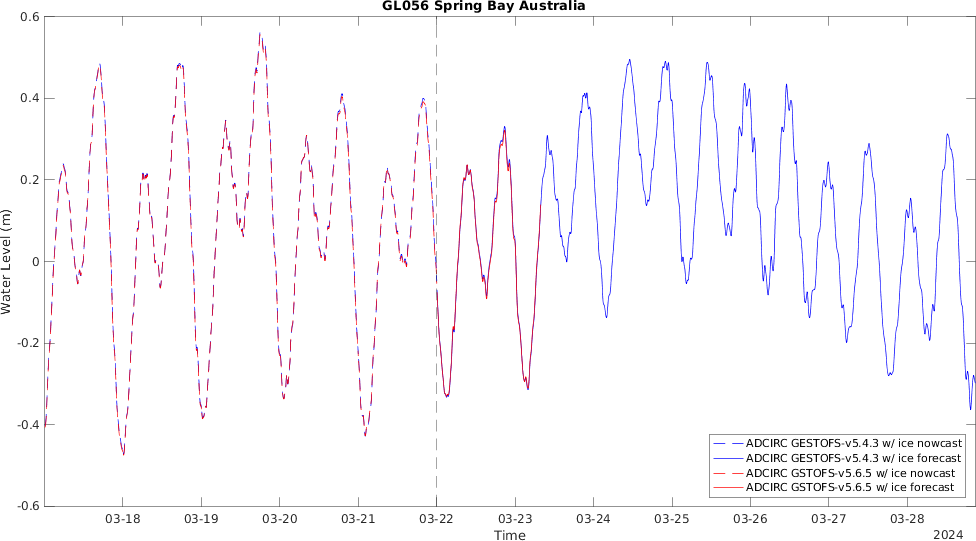 GL056 Spring Bay Australia
0.6
0.4
0.2
0
-0.2
-0.4
-0.6
Water Level (m)
ADCIRC GESTOFS-v5.4.3 w/ ice nowcast
ADCIRC GESTOFS-v5.4.3 w/ ice forecast
ADCIRC GSTOFS-v5.6.5 w/ ice nowcast
ADCIRC GSTOFS-v5.6.5 w/ ice forecast
03-18 03-19 03-20 03-21 03-22 03-23 03-24 03-25 03-26 03-27 03-28
Time
2024